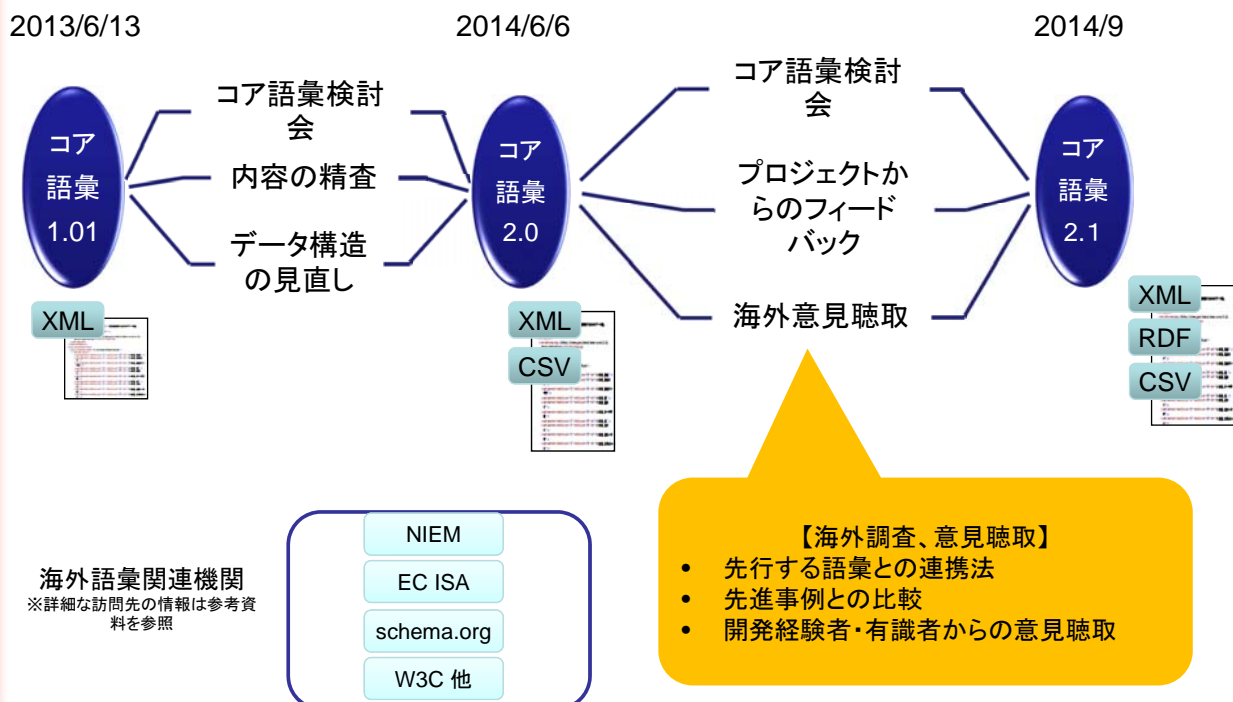 2013/6/13
2014/6/6
2014/9
コア
語彙
1.01
XML
コア語彙検討
会
内容の精査
データ構造
の見直し
コア
語彙
2.0
XML
CSV
コア語彙検討
会
プロジェクトか
らのフィード
バック
海外意見聴取
コア
語彙
2.1
XML
RDF
CSV
海外語彙関連機関
※詳細な訪問先の情報は参考資
料を参照
NIEM
EC ISA
schema.org
W3C 他
【海外調査、意見聴取】
• 先行する語彙との連携法
• 先進事例との比較
• 開発経験者・有識者からの意見聴取